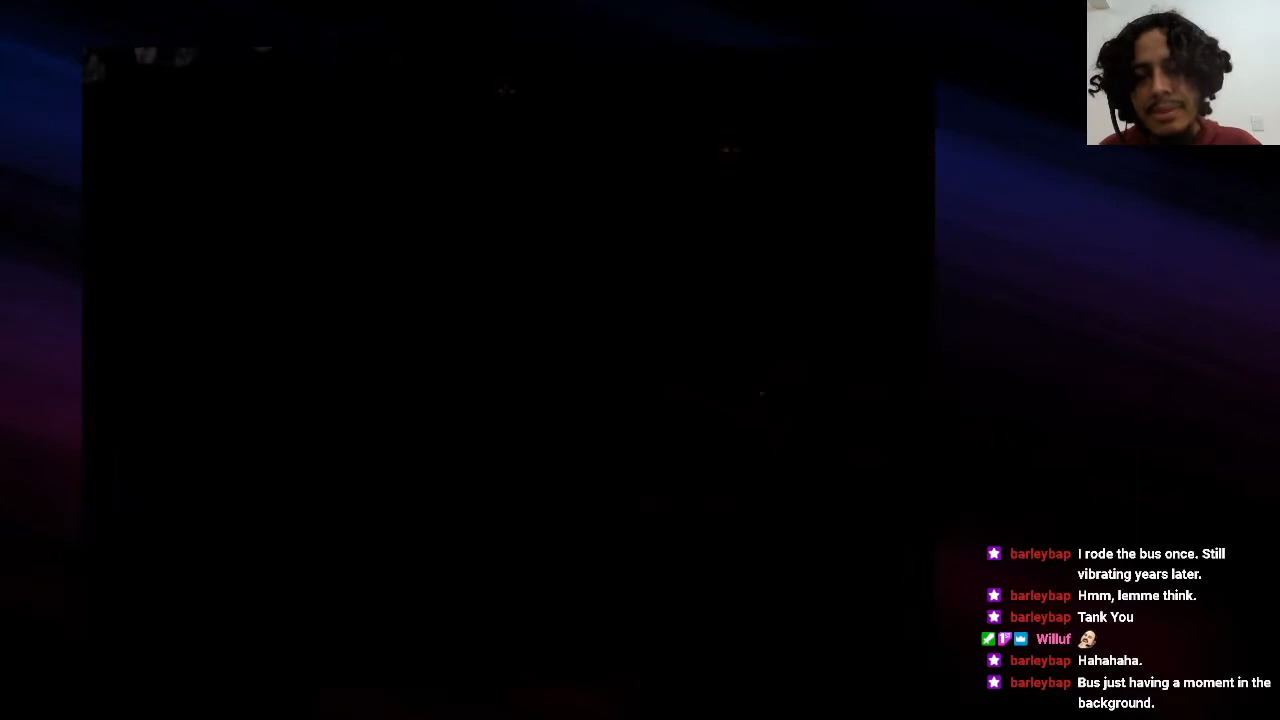 barleybap I rode the bus once. Still
vibrating years later.
barleybap Hmm, lemme think.
barleybap Tank You
1ST Willuf
barleybap Hahahaha.
barleybap Bus just having a moment in the
background.